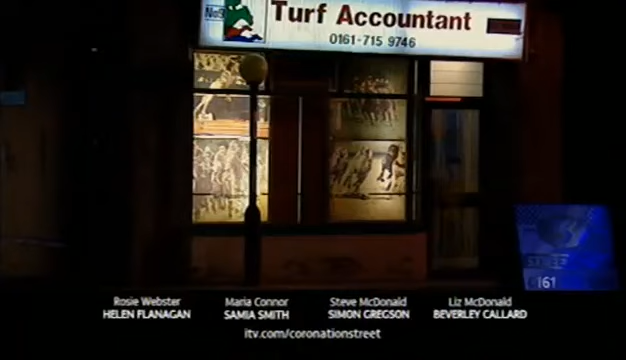 No9
Turf Accountant
0161-715 9746
STREET
0161
Rosie Webster
HELEN FLANAGAN
Maria Connor
SAMIA SMITH
Steve McDonald
SIMON GREGSON
Liz McDonald
BEVERLEY CALLARD
itv.com/coronationstreet